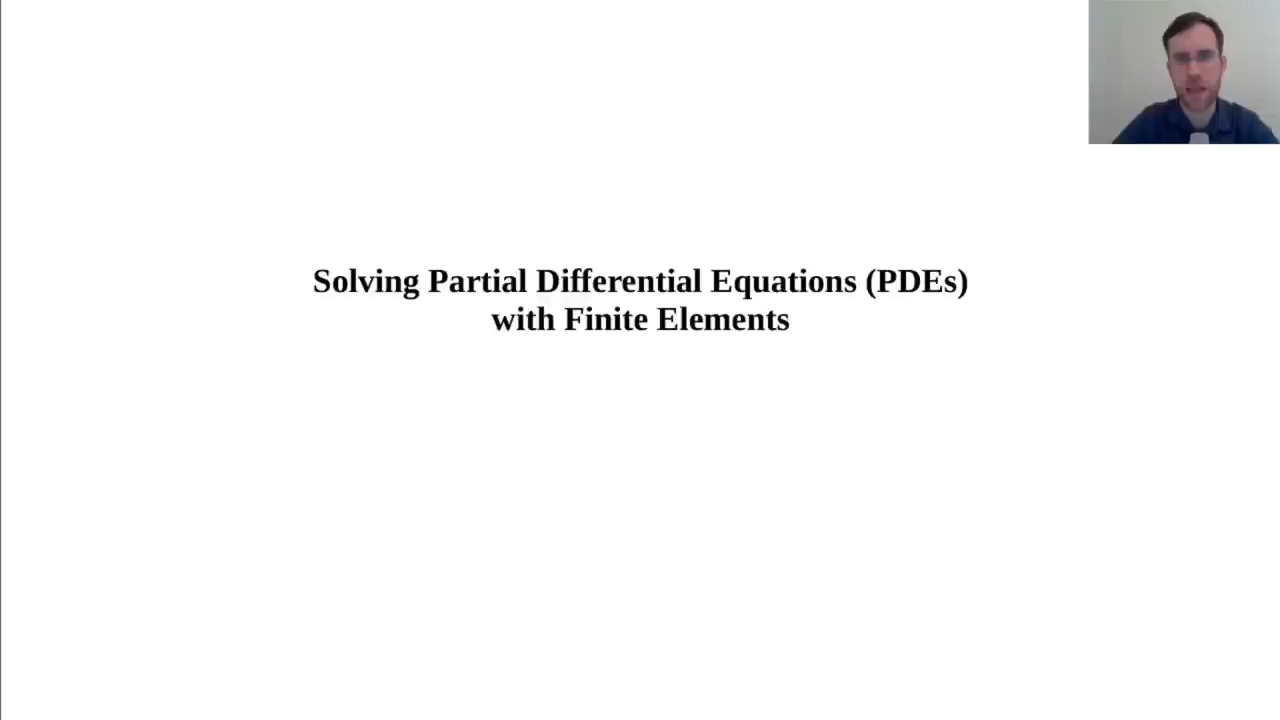 Solving Partial Differential Equations (PDEs)
with Finite Elements